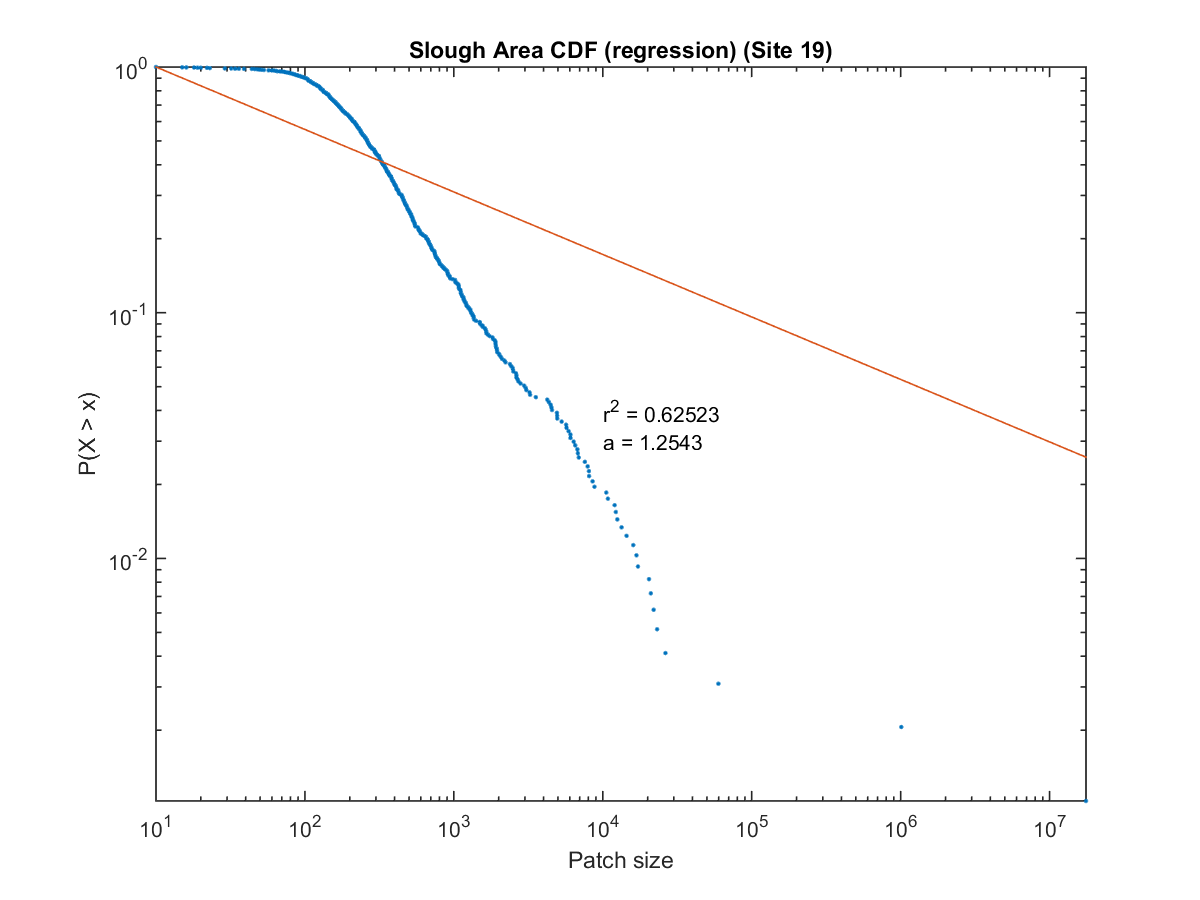 Slough Area CDF (regression) (Site 19)
10^0
10^-1
10^-2
P(X > x)
r^2 = 0.62523
a = 1.2543
10^1 10^2 10^3 10^4 10^5 10^6 10^7
Patch size